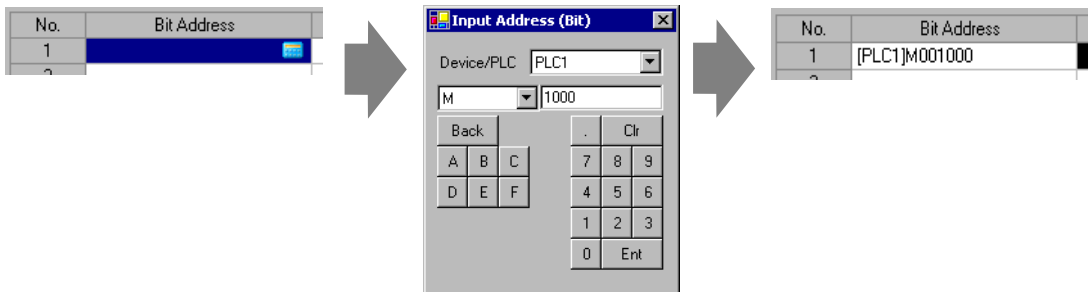 No. Bit Address
1
2
Input Address (Bit)
Device/PLC PLC1
M 1000
Back . Clr
A B C 7 8 9
D E F 4 5 6
1 2 3
0 Ent
No. Bit Address
1 [PLC1]M001000